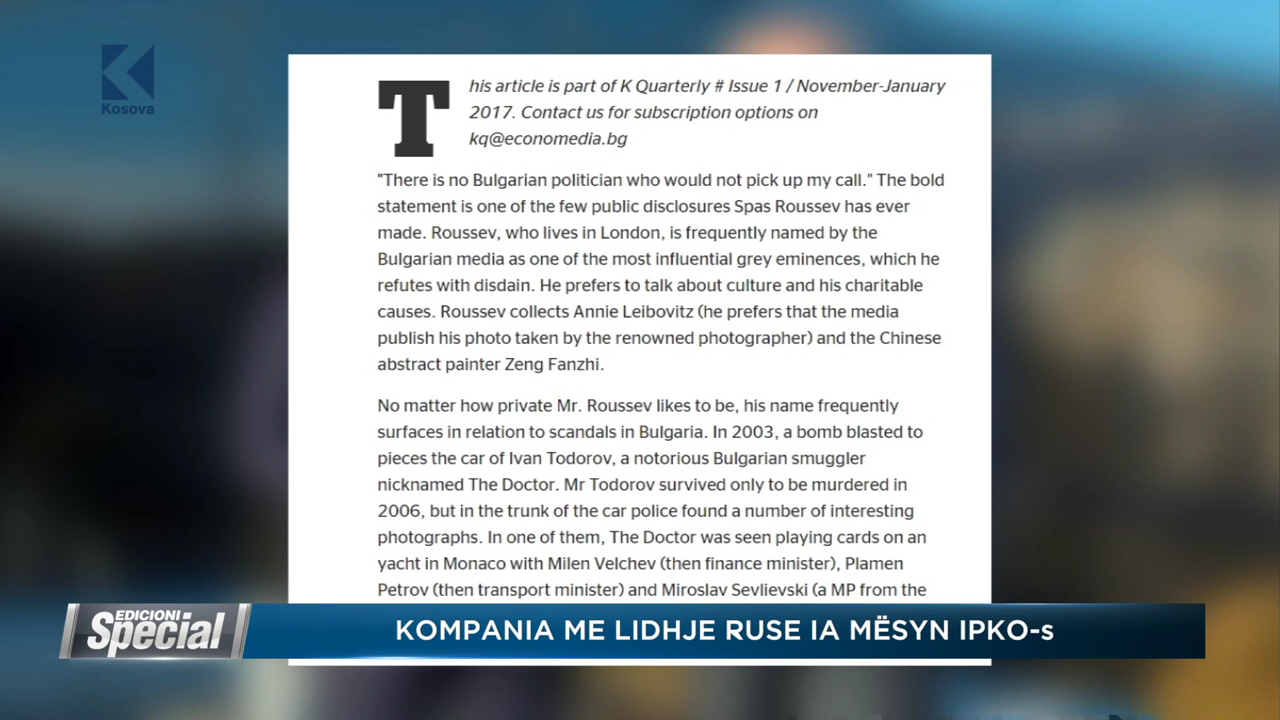 Kosova
This article is part of K Quarterly # Issue 1 / November-January
2017. Contact us for subscription options on
kq@economedia.bg
"There is no Bulgarian politician who would not pick up my call." The bold
statement is one of the few public disclosures Spas Roussev has ever
made. Roussev, who lives in London, is frequently named by the
Bulgarian media as one of the most influential grey eminences, which he
refutes with disdain. He prefers to talk about culture and his charitable
causes. Roussev collects Annie Leibovitz (he prefers that the media
publish his photo taken by the renowned photographer) and the Chinese
abstract painter Zeng Fanzhi.
No matter how private Mr. Roussev likes to be, his name frequently
surfaces in relation to scandals in Bulgaria. In 2003, a bomb blasted to
pieces the car of Ivan Todorov, a notorious Bulgarian smuggler
nicknamed The Doctor. Mr Todorov survived only to be murdered in
2006, but in the trunk of the car police found a number of interesting
photographs. In one of them, The Doctor was seen playing cards on an
yacht in Monaco with Milen Velchev (then finance minister), Plamen
Petrov (then transport minister) and Miroslav Sevlievski (a MP from the
EDICIONI
Special
KOMPANIA ME LIDHJE RUSE IA MËSYN IPKO-s